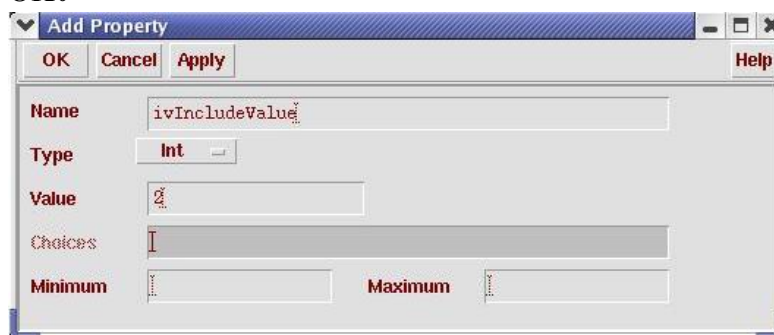 Add Property
OK Cancel Apply Help
Name ivIncludeValue
Type Int
Value 2
Choices
Minimum Maximum